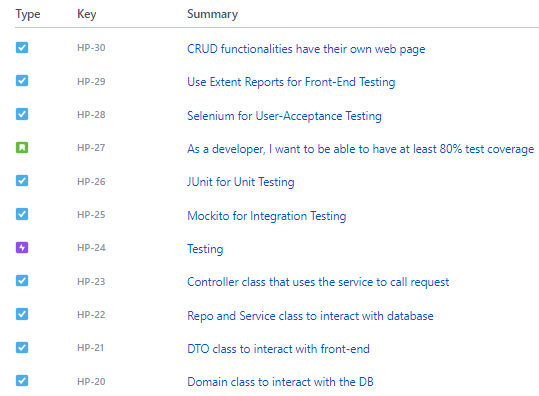 Type Key Summary
HP-30 CRUD functionalities have their own web page
HP-29 Use Extent Reports for Front-End Testing
HP-28 Selenium for User-Acceptance Testing
HP-27 As a developer, I want to be able to have at least 80% test coverage
HP-26 JUnit for Unit Testing
HP-25 Mockito for Integration Testing
HP-24 Testing
HP-23 Controller class that uses the service to call request
HP-22 Repo and Service class to interact with database
HP-21 DTO class to interact with front-end
HP-20 Domain class to interact with the DB